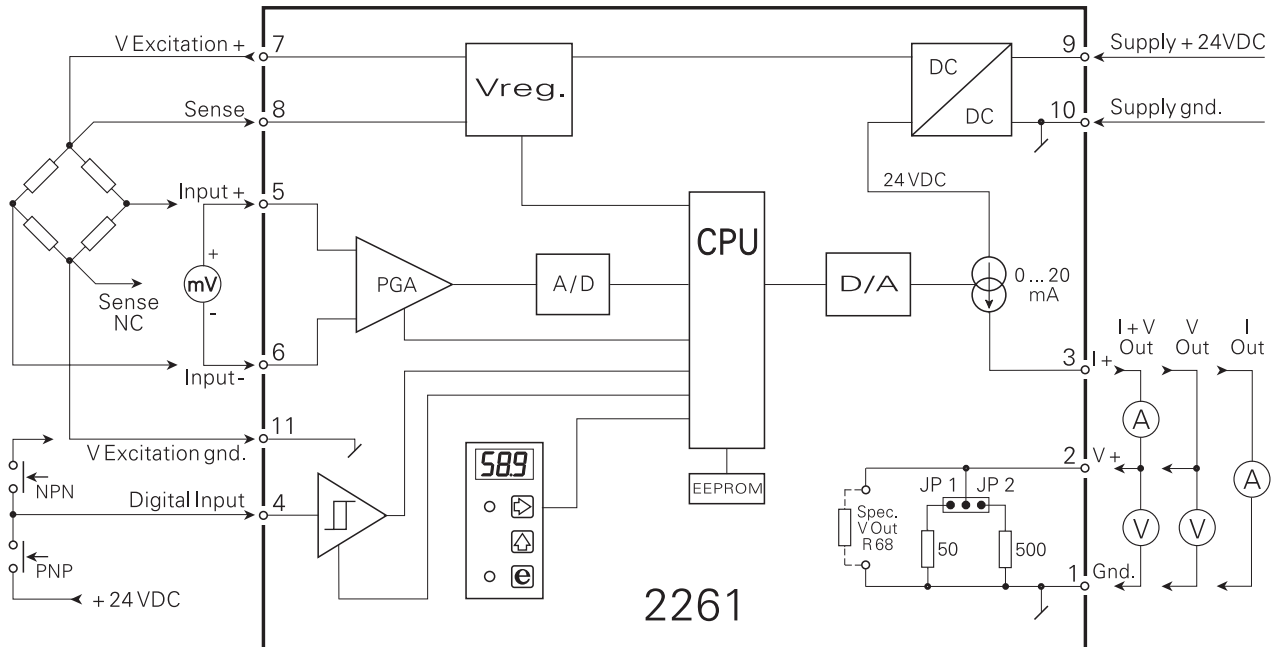 V Excitation + 7
9 Supply + 24VDC
Vreg.
DC
DC
Sense 8
10 Supply gnd.
24 VDC
Input + 5
CPU
+
mV
-
PGA
A/D
D/A
0 ... 20
mA
Sense
NC
6
Input-
3 I+
I + V
Out
V
Out
I
Out
A
11
V Excitation gnd.
58.9
EEPROM
2 V +
NPN
Digital Input 4
JP 1 JP 2
Spec.
V Out
R 68
50
500
A
V
V
e
PNP
+ 24 VDC
1 Gnd.
2261